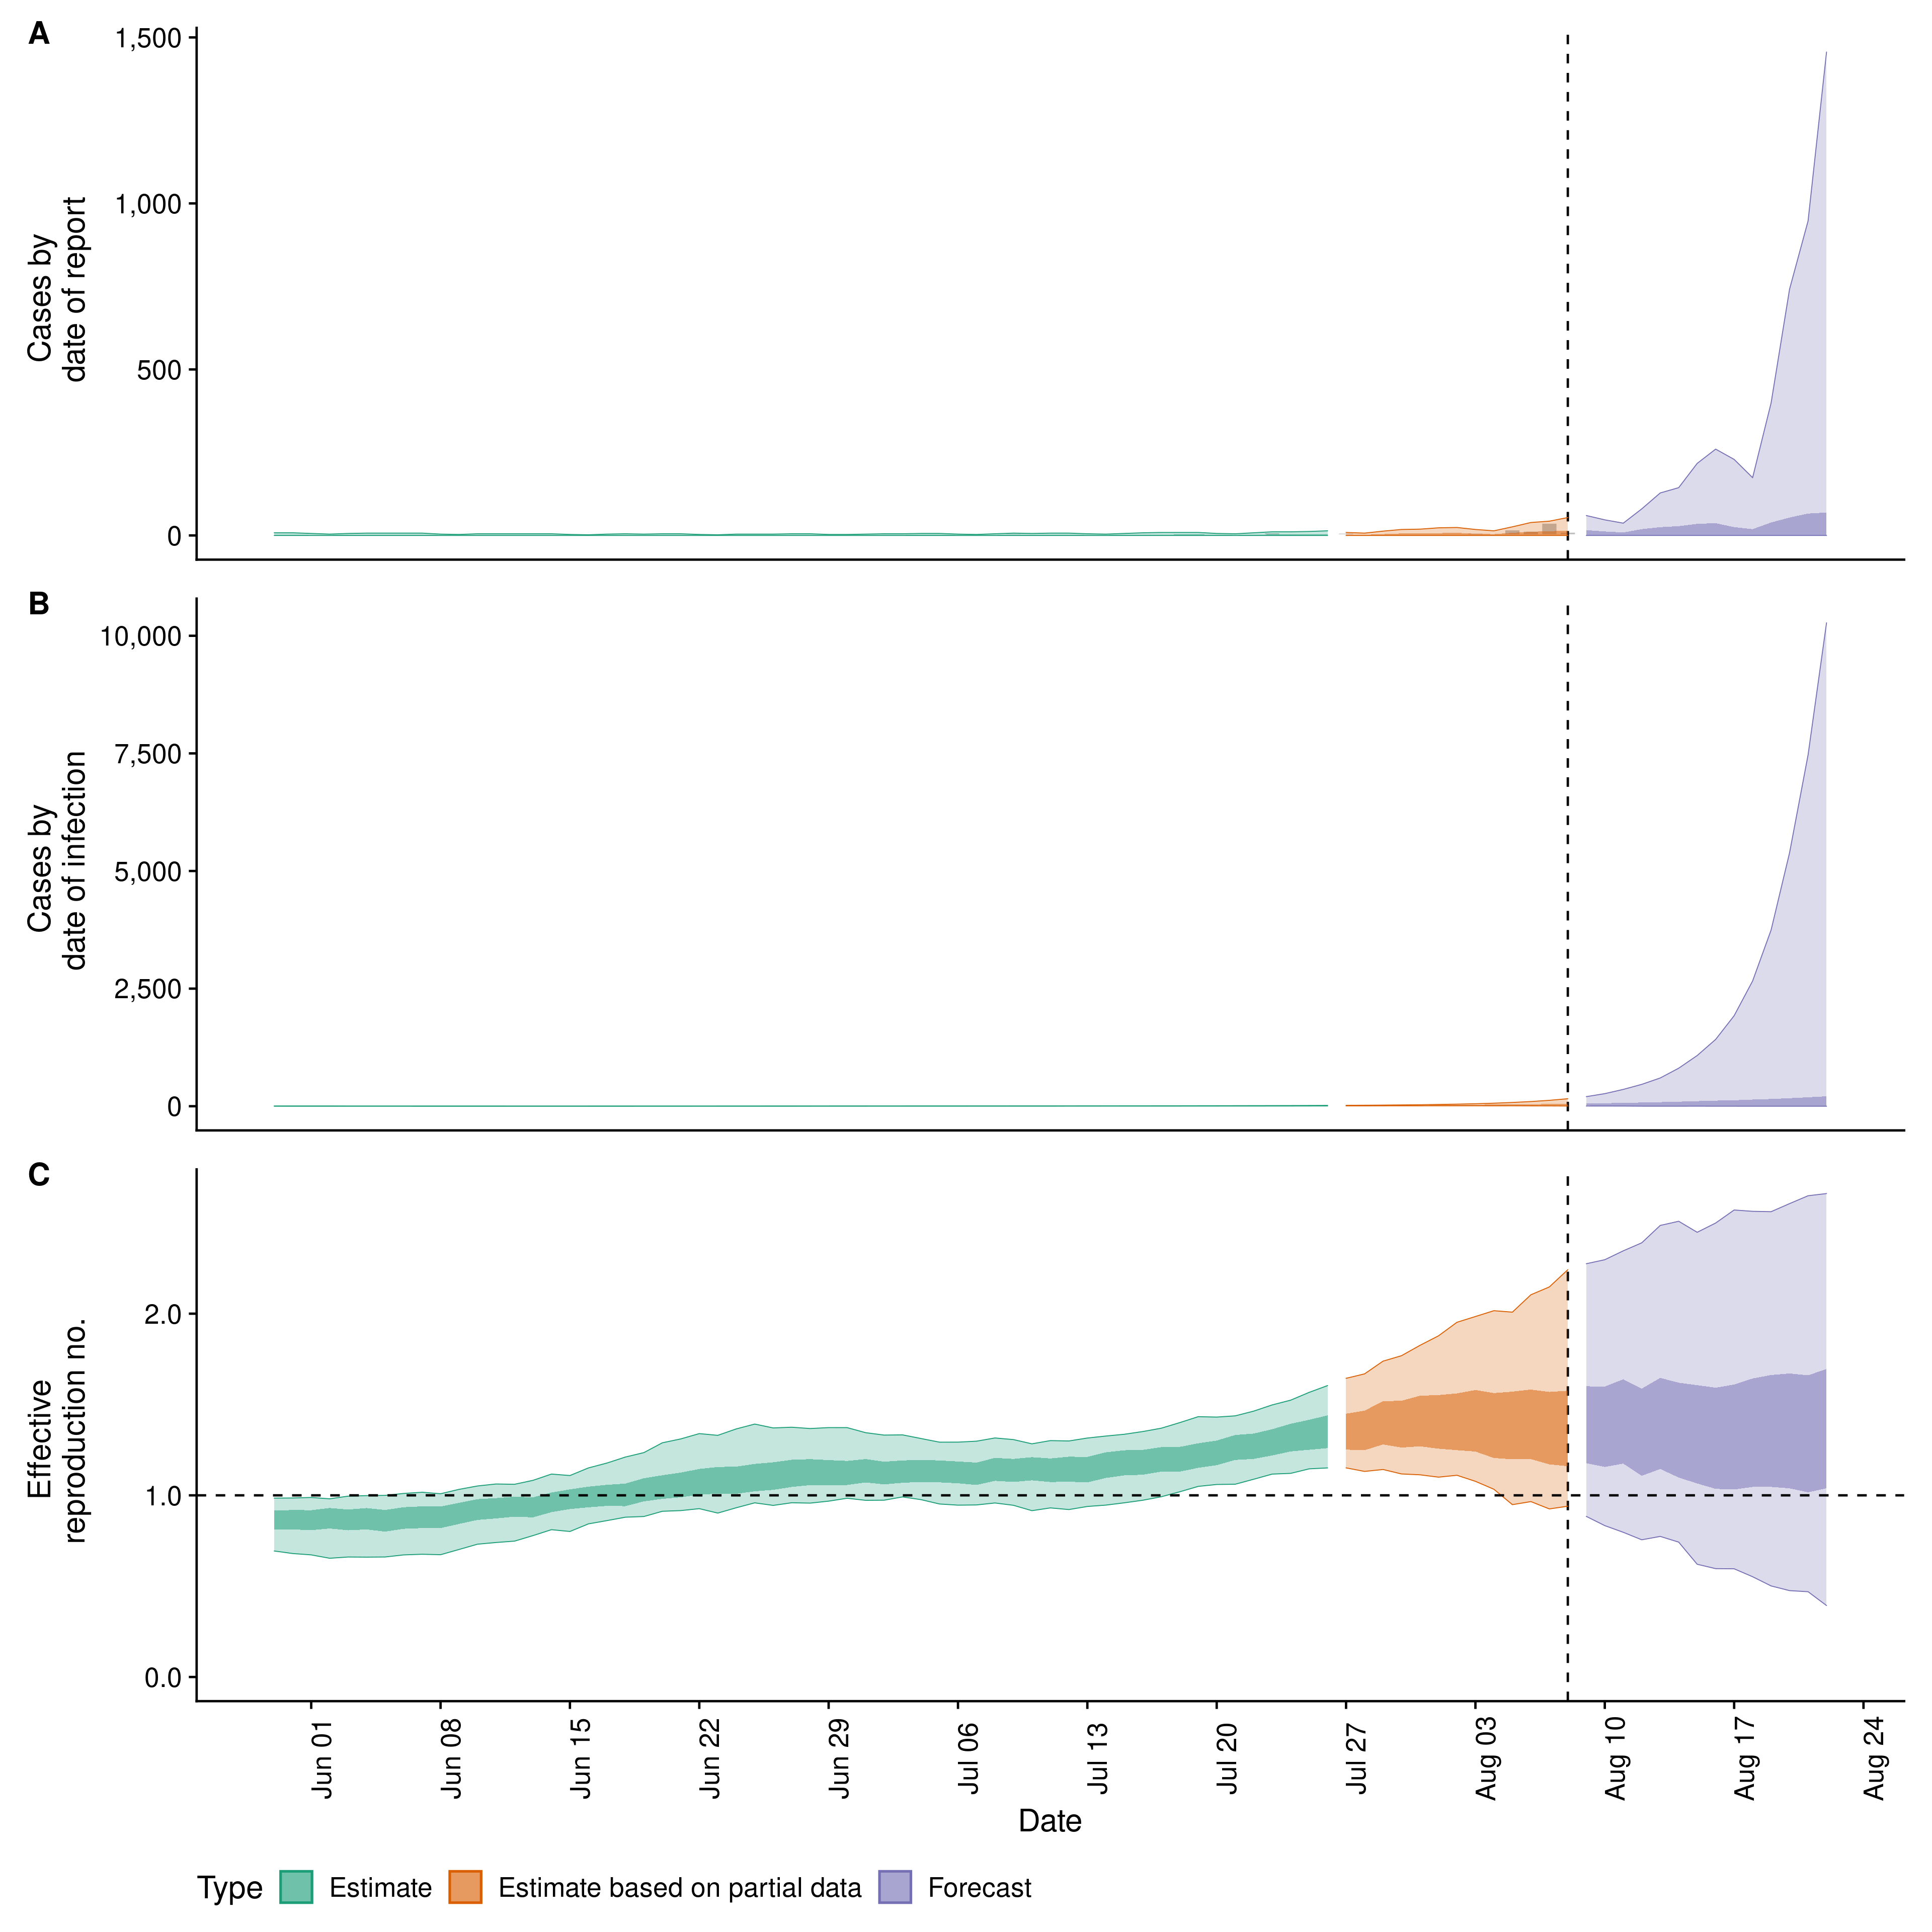 A
1,500
1,000
500
0
Cases by
date of report
B
10,000
7,500
5,000
2,500
0
Cases by
date of infection
C
2.0
1.0
0.0
Effective
reproduction no.
Jun 01
Jun 08
Jun 15
Jun 22
Jun 29
Jul 06
Jul 13
Jul 20
Jul 27
Aug 03
Aug 10
Aug 17
Aug 24
Date
Type Estimate Estimate based on partial data Forecast